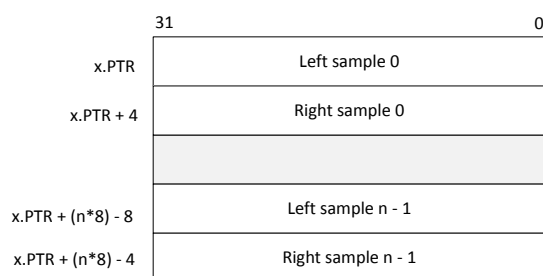 31 0
x.PTR Left sample 0
x.PTR + 4 Right sample 0
x.PTR + (n*8) - 8 Left sample n - 1
x.PTR + (n*8) - 4 Right sample n - 1